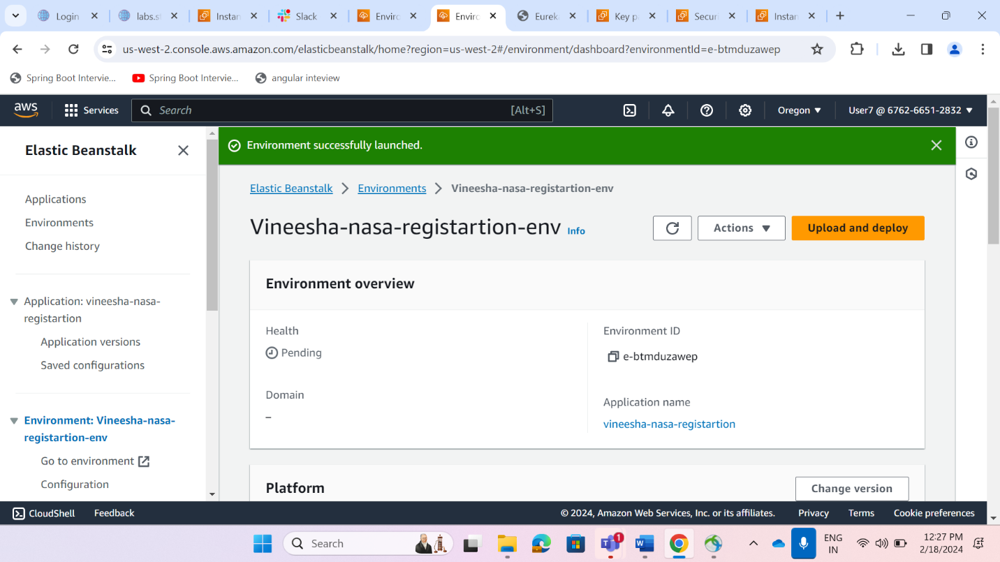 Login
labs.s
Instan
Slack
Enviro
Enviro
Eurek
Key p
Secur
Instan
us-west-2.console.aws.amazon.com/elasticbeanstalk/home?region=us-west-2#/environment/dashboard?environmentId=e-btmduzawep
Spring Boot Intervie...
Spring Boot Intervie...
angular inteview
aws
Services
Search
[Alt+S]
Oregon
User7 @ 6762-6651-2832
Elastic Beanstalk
Applications
Environments
Change history
Application: vineesha-nasa-
registartion
Application versions
Saved configurations
Environment: Vineesha-nasa-
registartion-env
Go to environment
Configuration
Environment successfully launched.
Elastic Beanstalk
Environments
Vineesha-nasa-registartion-env
Vineesha-nasa-registartion-env
Info
Actions
Upload and deploy
Environment overview
Health
Pending
Domain
–
Environment ID
e-btmduzawep
Application name
vineesha-nasa-registartion
Platform
Change version
CloudShell
Feedback
© 2024, Amazon Web Services, Inc. or its affiliates.
Privacy
Terms
Cookie preferences
Search
1
ENG
IN
12:27 PM
2/18/2024